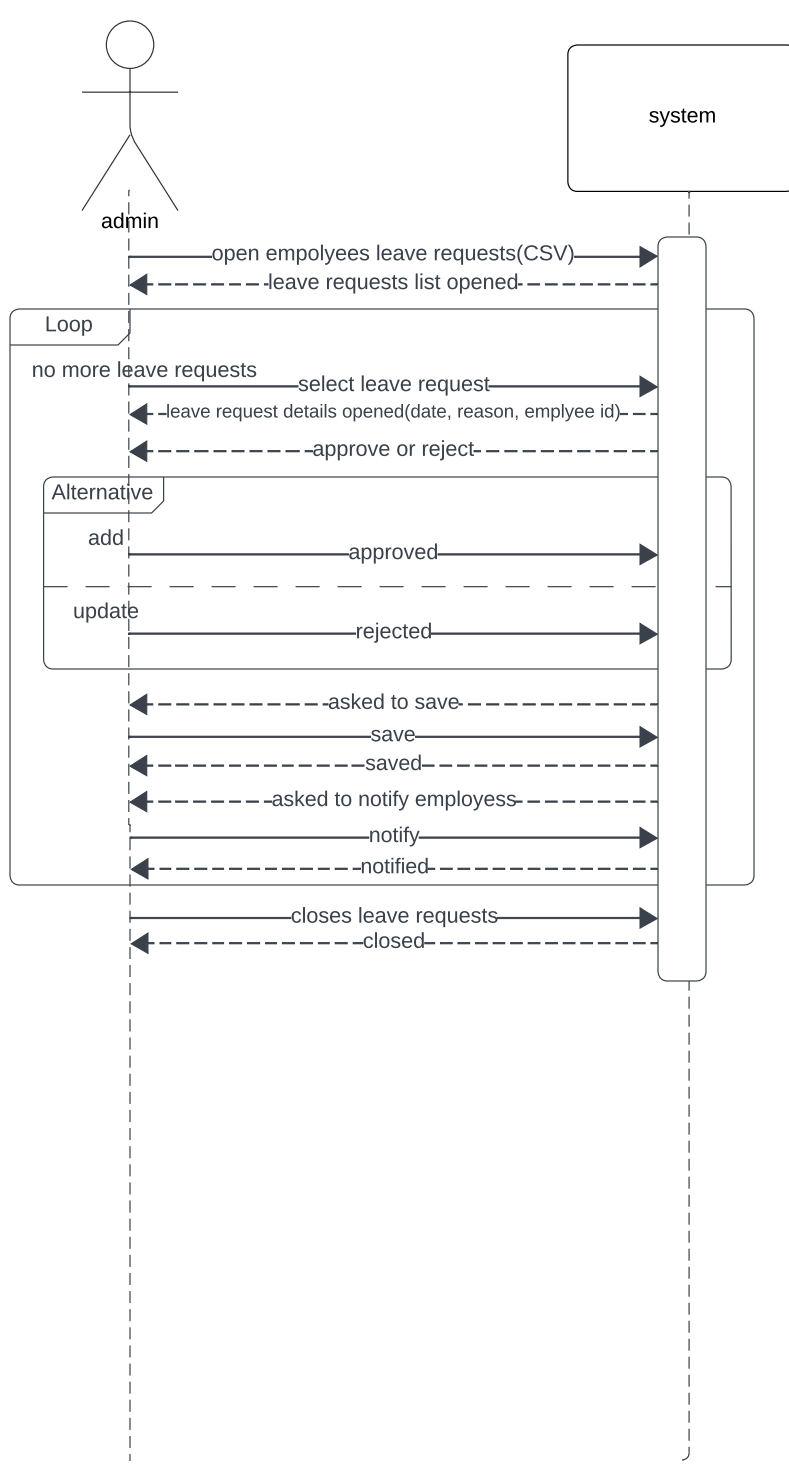 system
admin
open empolyees leave requests(CSV)
leave requests list opened
Loop
no more leave requests
select leave request
leave request details opened(date, reason, emplyee id)
approve or reject
Alternative
add
approved
update
rejected
asked to save
save
saved
asked to notify employess
notify
notified
closes leave requests
closed